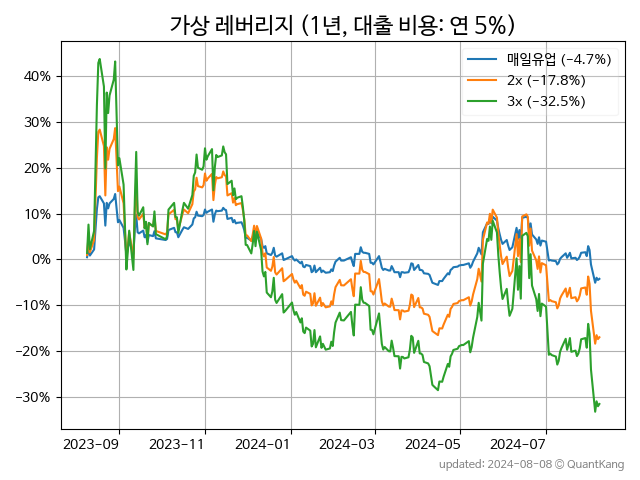 가상 레버리지 (1년, 대출 비용: 연 5%)
매일유업 (−4.7%)
2x (−17.8%)
3x (−32.5%)
40%
30%
20%
10%
0%
−10%
−20%
−30%
2023-09
2023-11
2024-01
2024-03
2024-05
2024-07
updated: 2024-08-08 © QuantKang